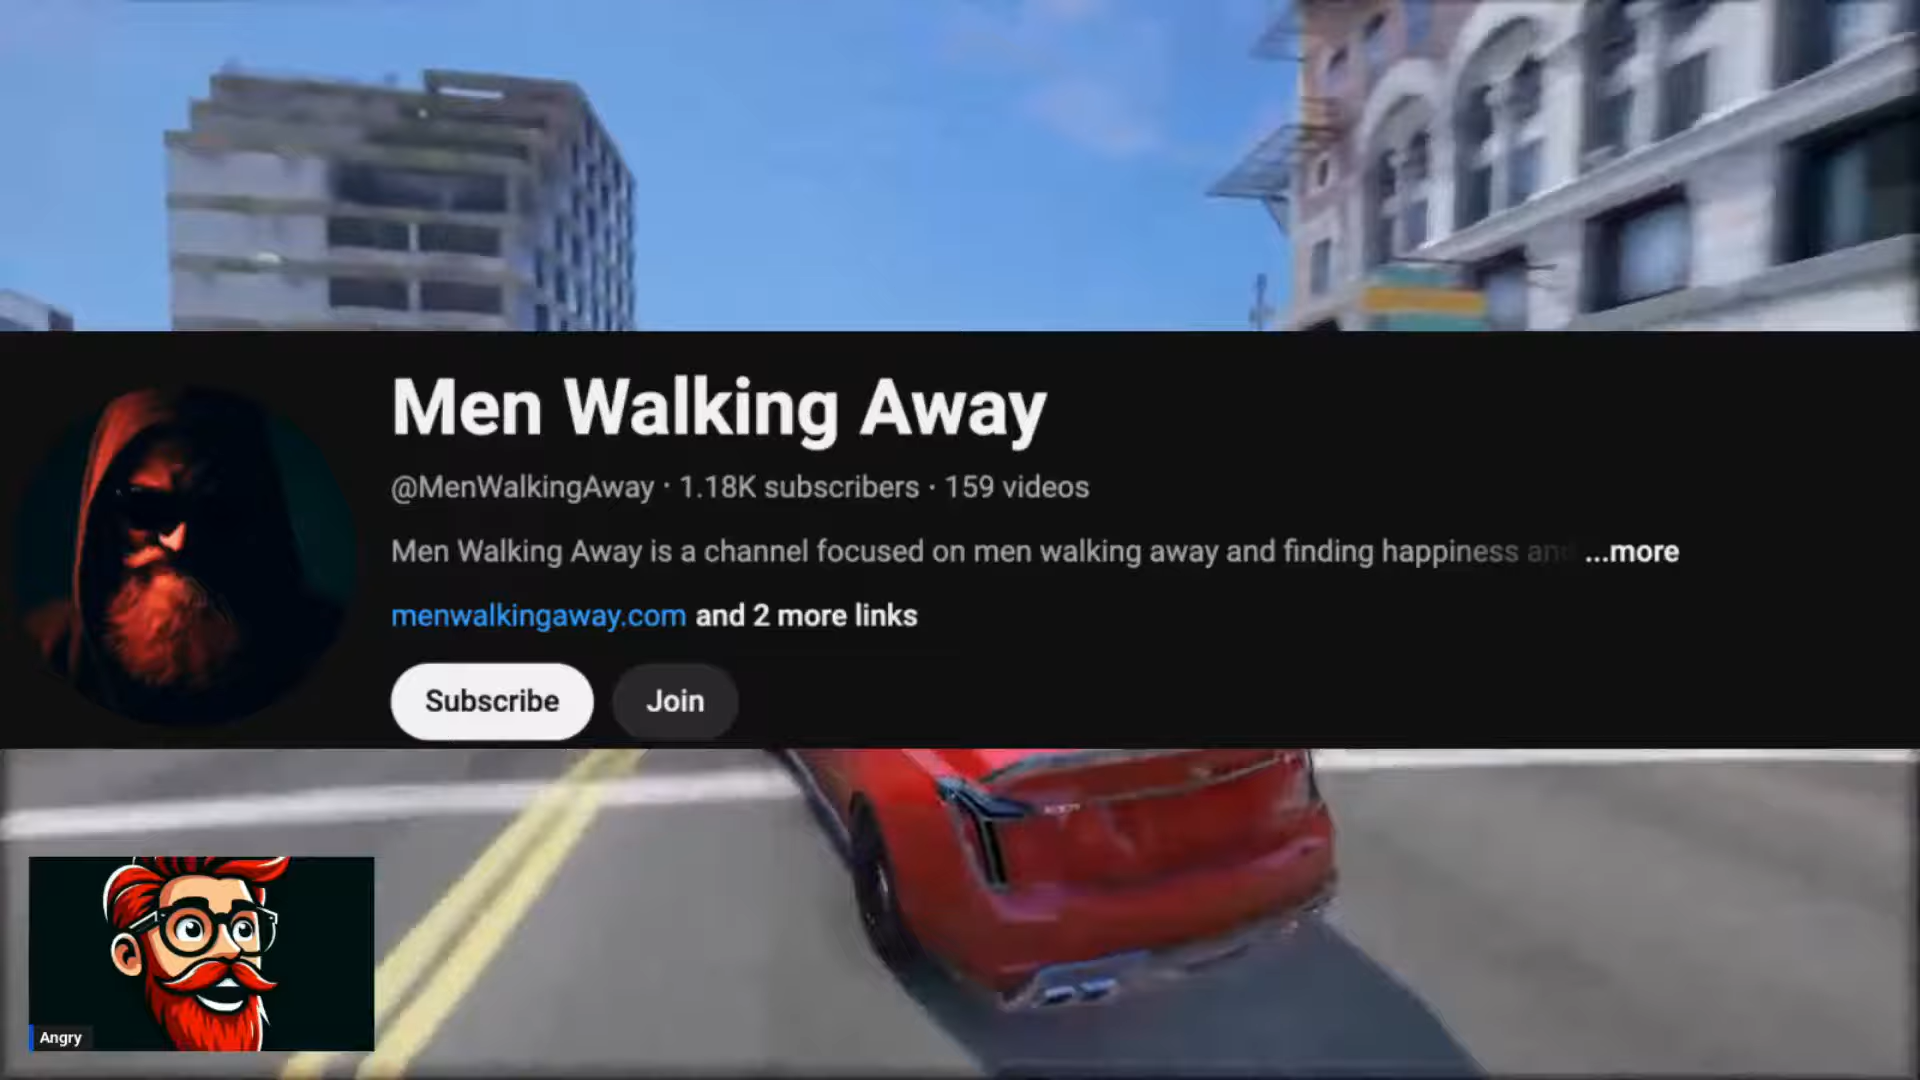 Men Walking Away
@MenWalkingAway · 1.18K subscribers · 159 videos
Men Walking Away is a channel focused on men walking away and finding happiness and ...more
menwalkingaway.com and 2 more links
Subscribe
Join
Angry